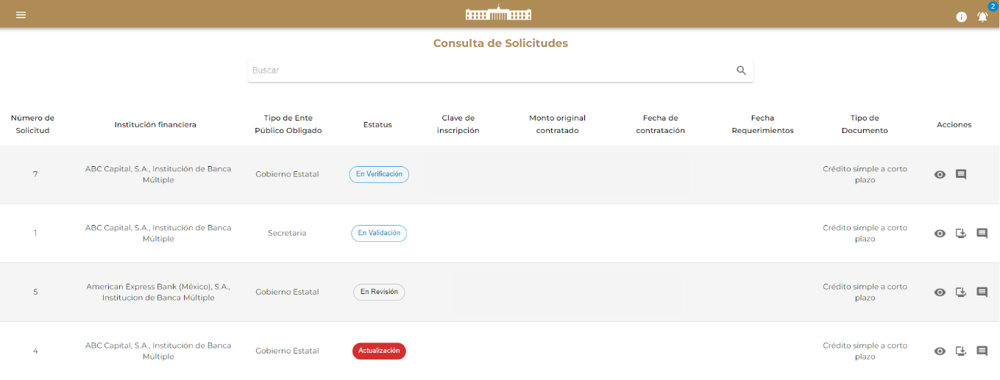 2
Consulta de Solicitudes
Buscar
Número de Solicitud
Institución financiera
Tipo de Ente Público Obligado
Estatus
Clave de inscripción
Monto original contratado
Fecha de contratación
Fecha Requerimientos
Tipo de Documento
Acciones
7
ABC Capital, S.A., Institución de Banca
Múltiple
Gobierno Estatal
En Verificación
Crédito simple a corto
plazo
1
ABC Capital, S.A., Institución de Banca
Múltiple
Secretaria
En Validación
Crédito simple a corto
plazo
5
American Express Bank (México), S.A.,
Institucion de Banca Múltiple
Gobierno Estatal
En Revisión
Crédito simple a corto
plazo
4
ABC Capital, S.A., Institución de Banca
Múltiple
Gobierno Estatal
Actualización
Crédito simple a corto
plazo